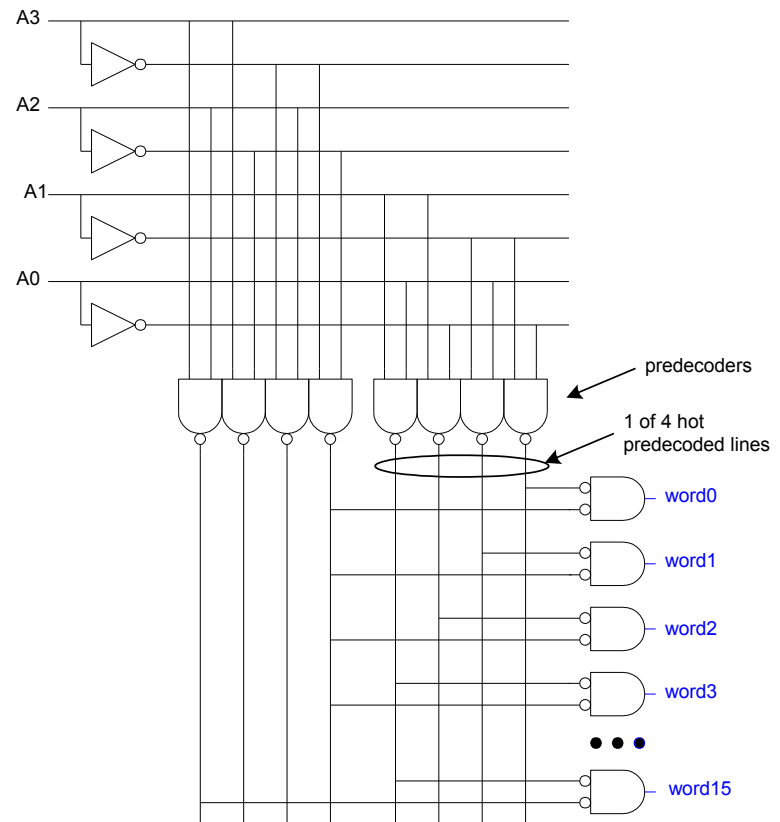 A3
A2
A1
A0
predecoders
1 of 4 hot
predecoded lines
word0
word1
word2
word3
word15